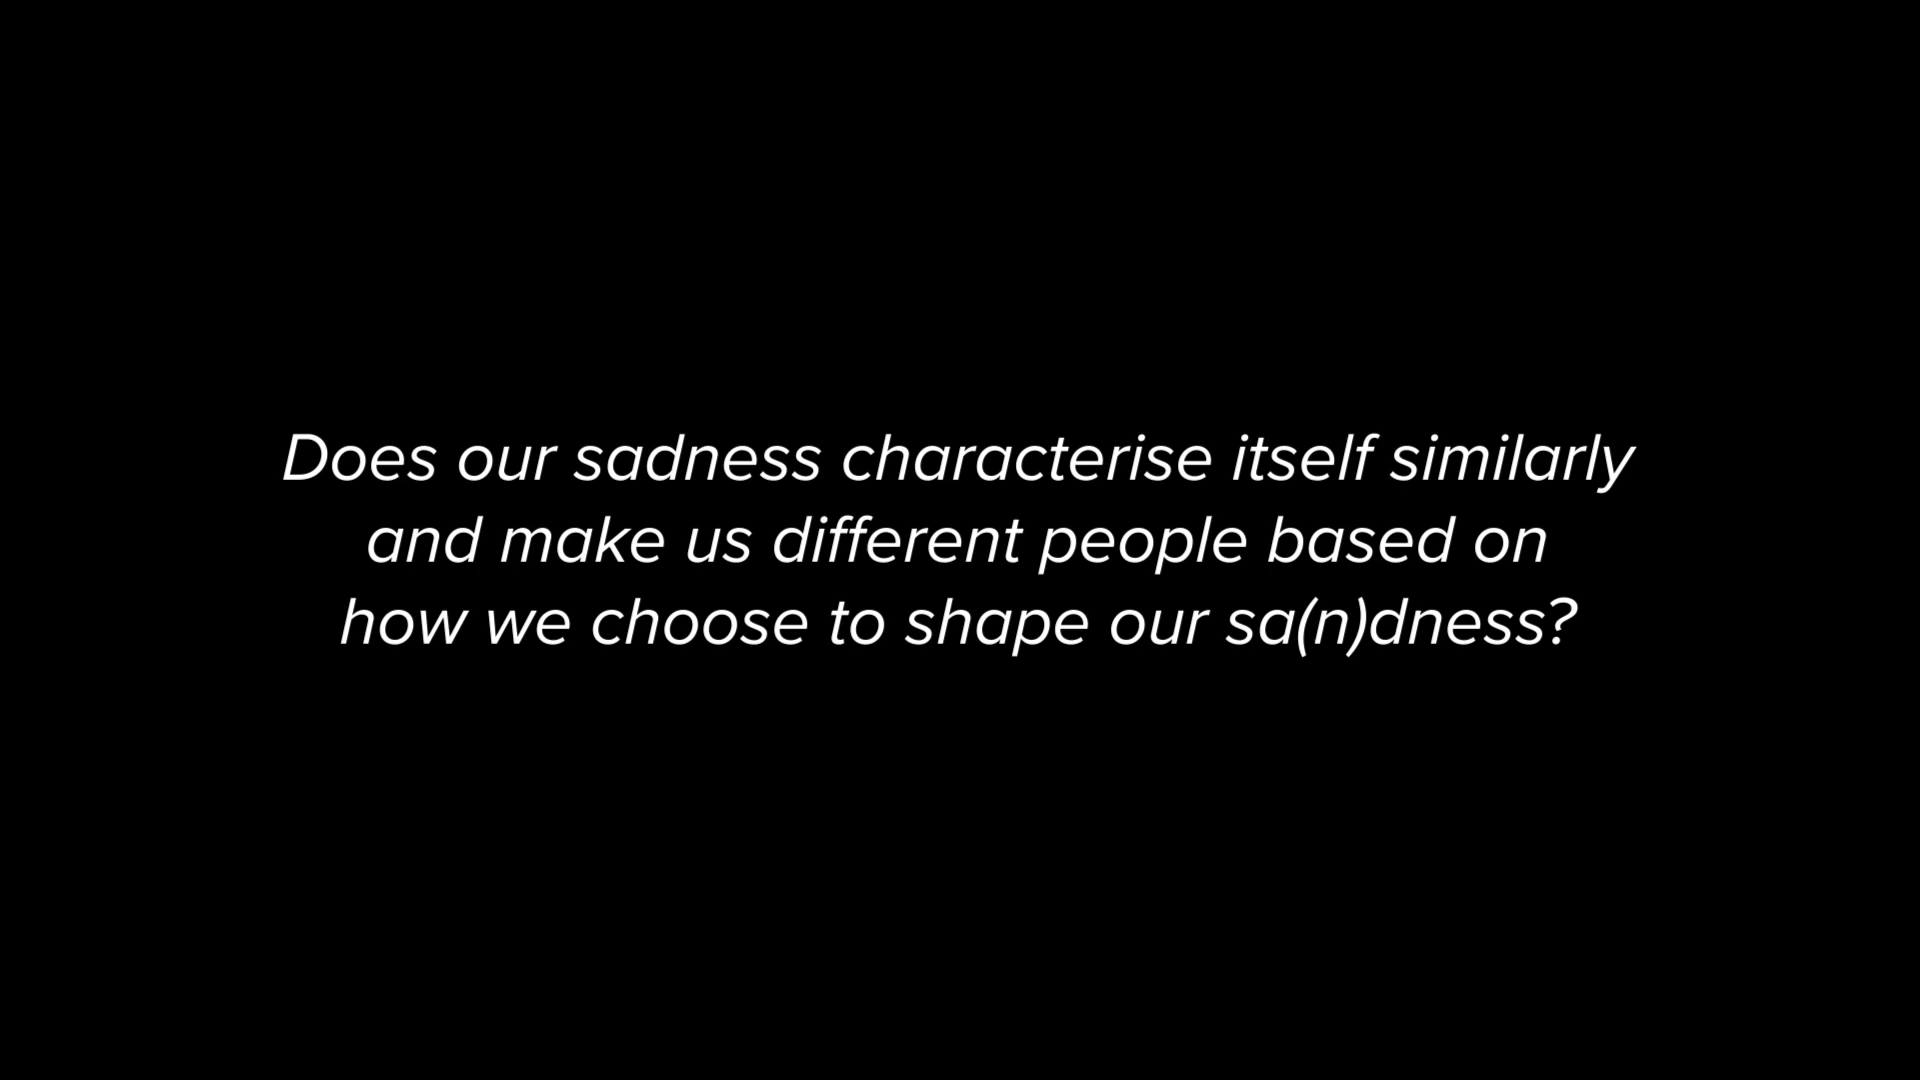 Does our sadness characterise itself similarly
and make us different people based on
how we choose to shape our sa(n)dness?